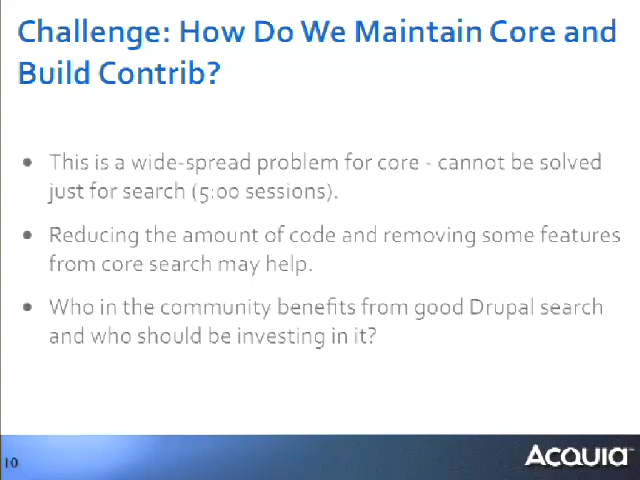 Challenge: How Do We Maintain Core and
Build Contrib?
• This is a wide-spread problem for core - cannot be solved
just for search (5:00 sessions).
• Reducing the amount of code and removing some features
from core search may help.
• Who in the community benefits from good Drupal search
and who should be investing in it?
10
ACQUIA